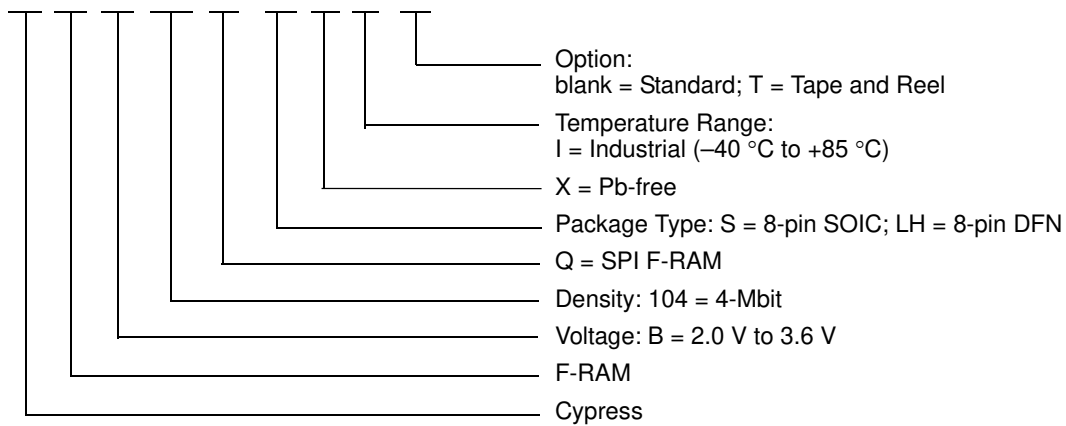 Option:
blank = Standard; T = Tape and Reel
Temperature Range:
I = Industrial (–40 °C to +85 °C)
X = Pb-free
Package Type: S = 8-pin SOIC; LH = 8-pin DFN
Q = SPI F-RAM
Density: 104 = 4-Mbit
Voltage: B = 2.0 V to 3.6 V
F-RAM
Cypress